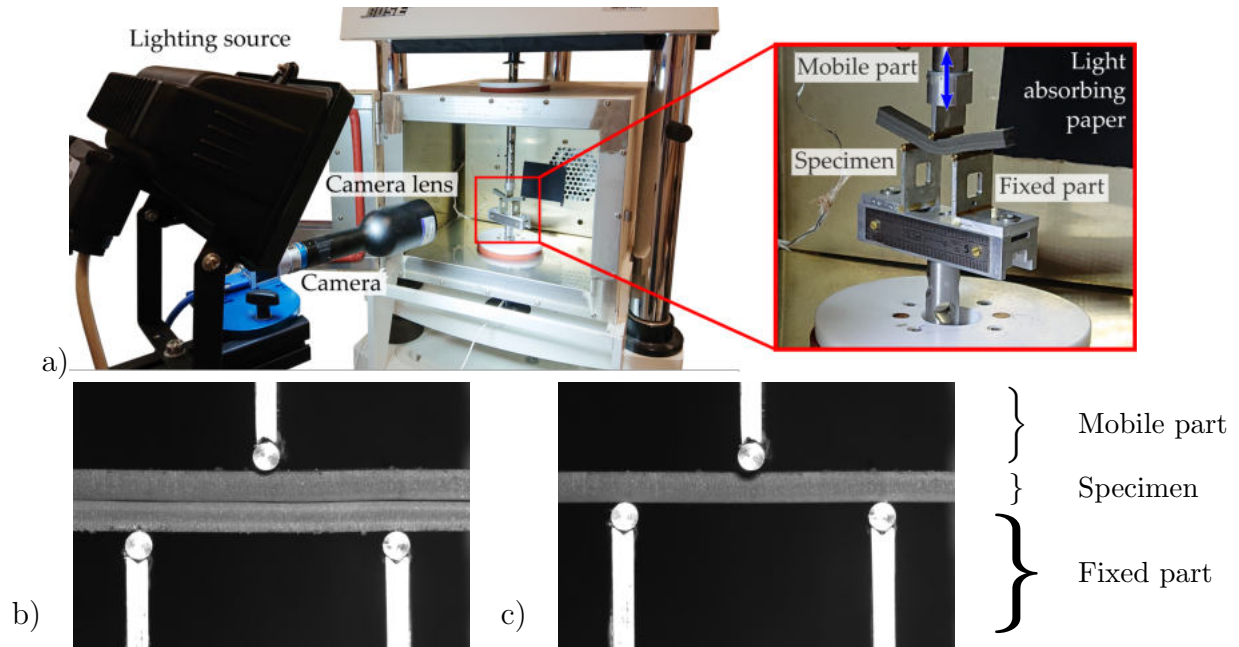 Lighting source
Camera lens
Camera
Mobile part
Light
absorbing
paper
Specimen
Fixed part
a)
Mobile part
Specimen
Fixed part
b)
c)